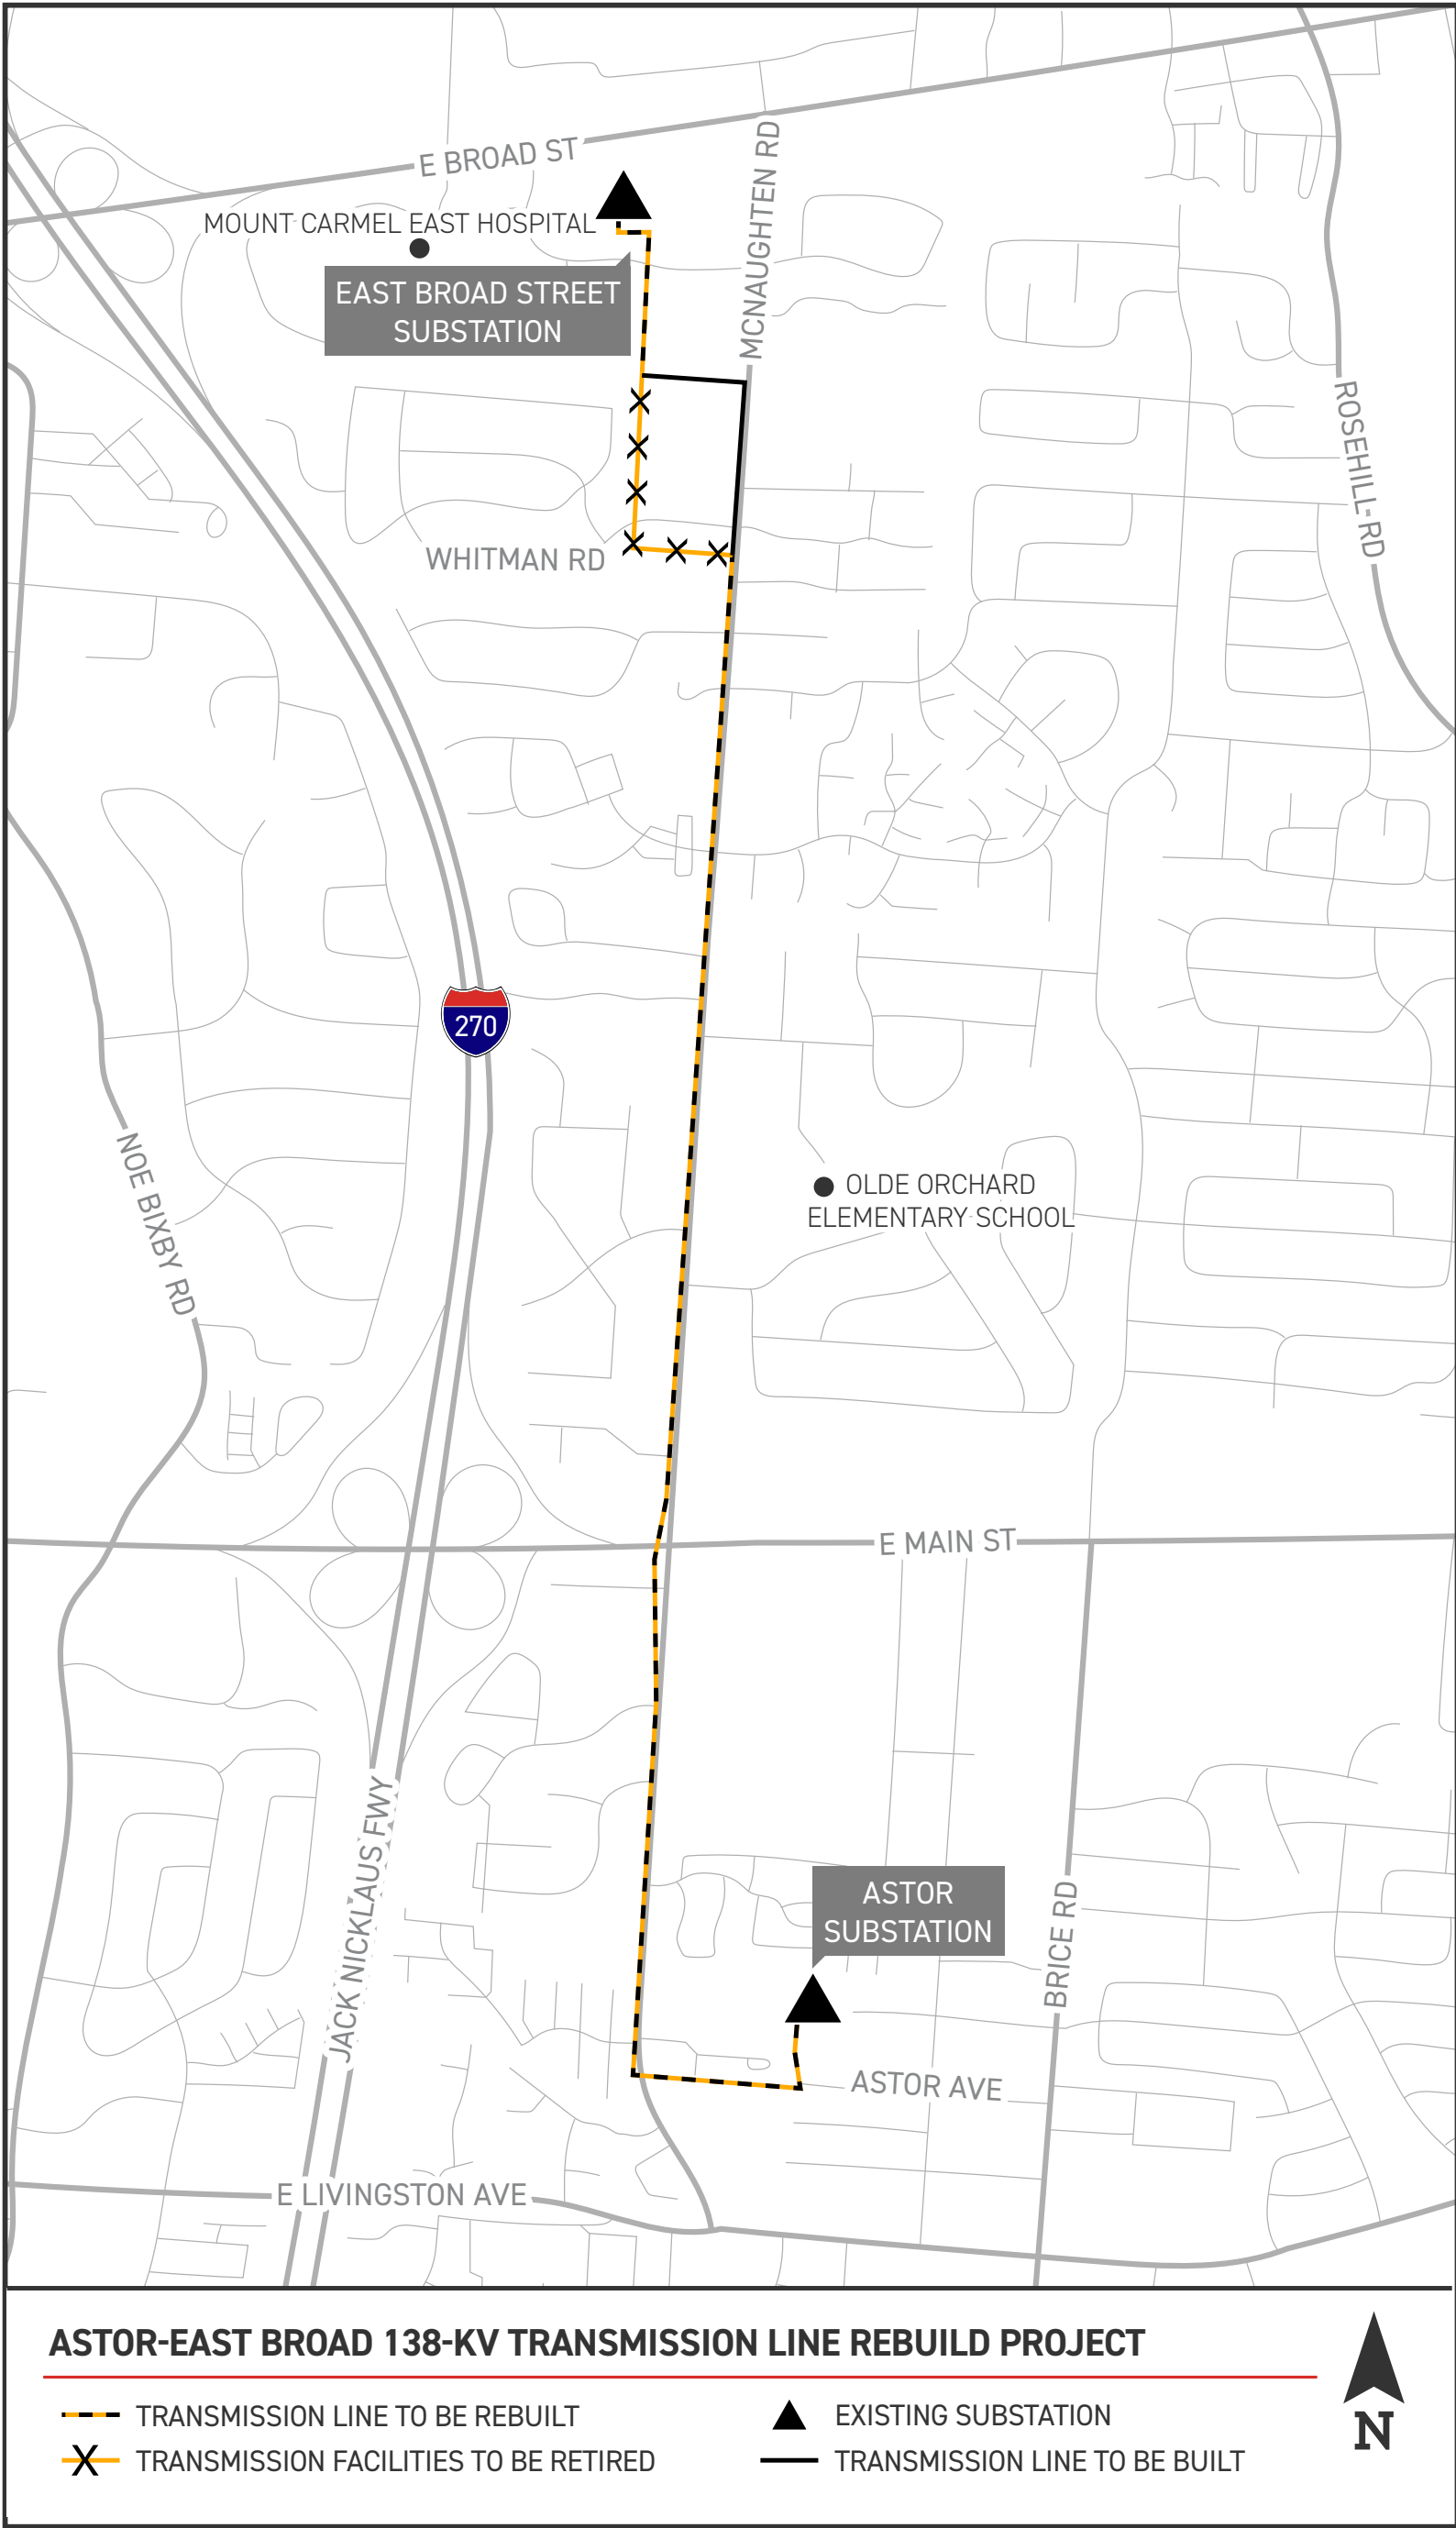 E BROAD ST
MCNAUGHTEN RD
MOUNT CARMEL EAST HOSPITAL
EAST BROAD STREET
SUBSTATION
ROSEHILL RD
WHITMAN RD
270
NOE BIXBY RD
OLDE ORCHARD
ELEMENTARY SCHOOL
E MAIN ST
JACK NICKLAUS FWY
ASTOR
SUBSTATION
BRICE RD
ASTOR AVE
E LIVINGSTON AVE
ASTOR-EAST BROAD 138-KV TRANSMISSION LINE REBUILD PROJECT
TRANSMISSION LINE TO BE REBUILT
EXISTING SUBSTATION
TRANSMISSION FACILITIES TO BE RETIRED
TRANSMISSION LINE TO BE BUILT
N